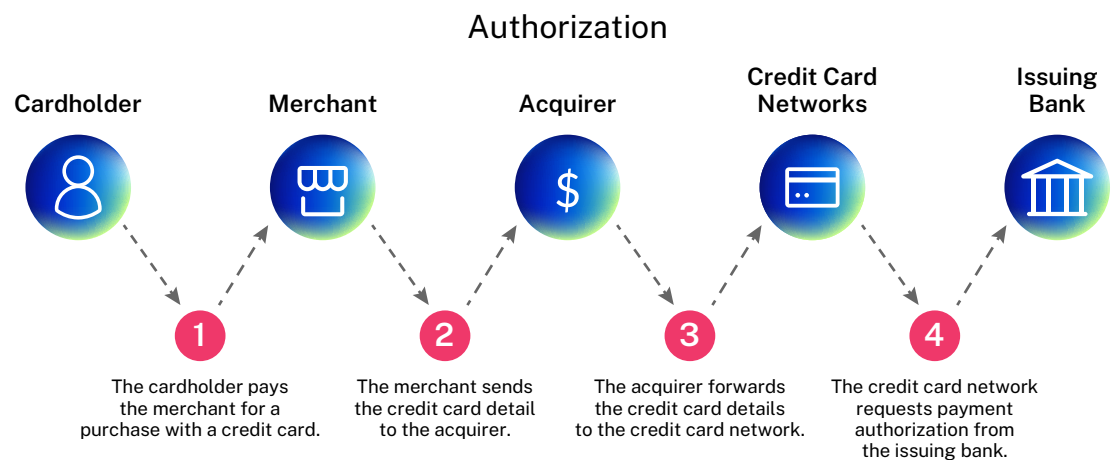 Authorization
Cardholder
Merchant
Acquirer
Credit Card
Networks
Issuing
Bank
$
1
The cardholder pays
the merchant for a
purchase with a credit card.
2
The merchant sends
the credit card detail
to the acquirer.
3
The acquirer forwards
the credit card details
to the credit card network.
4
The credit card network
requests payment
authorization from
the issuing bank.